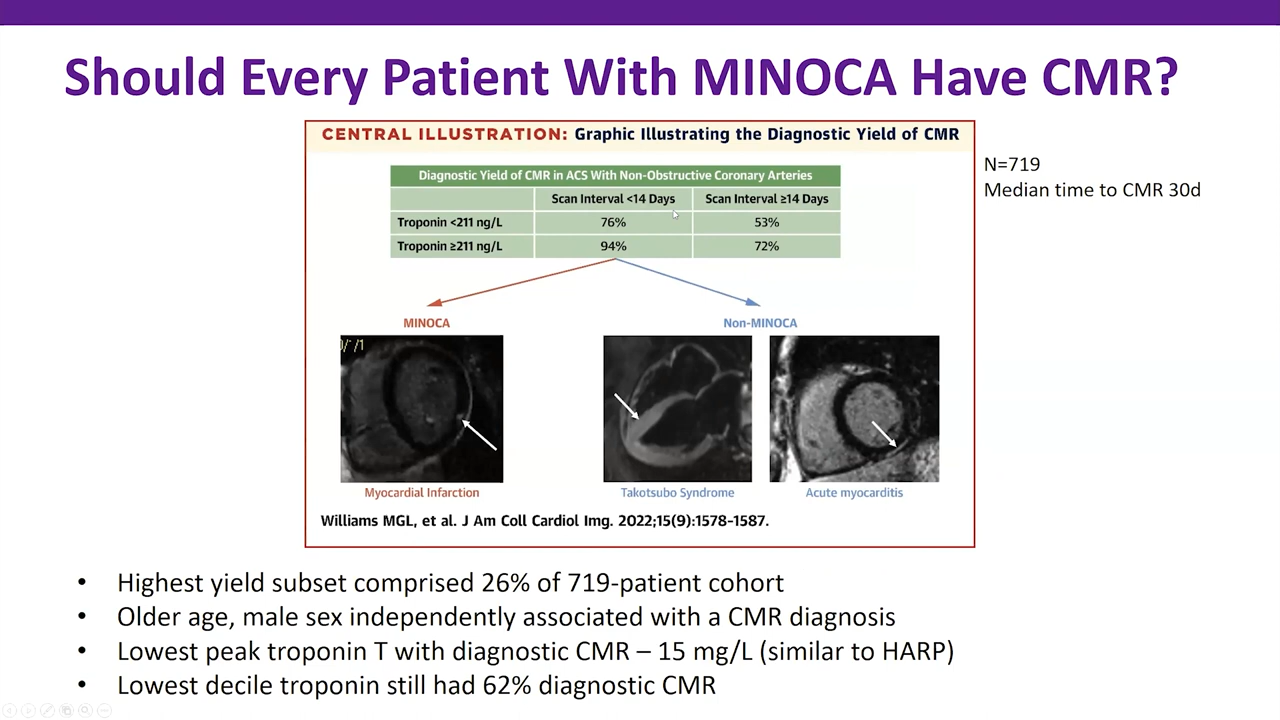 Should Every Patient With MINOCA Have CMR?
CENTRAL ILLUSTRATION: Graphic Illustrating the Diagnostic Yield of CMR
N=719
Median time to CMR 30d
Diagnostic Yield of CMR in ACS With Non-Obstructive Coronary Arteries
Scan Interval <14 Days Scan Interval ≥14 Days
Troponin <211 ng/L 76% 53%
Troponin ≥211 ng/L 94% 72%
MINOCA Non-MINOCA
Myocardial Infarction Takotsubo Syndrome Acute myocarditis
Williams MGL, et al. J Am Coll Cardiol Img. 2022;15(9):1578-1587.
• Highest yield subset comprised 26% of 719-patient cohort
• Older age, male sex independently associated with a CMR diagnosis
• Lowest peak troponin T with diagnostic CMR – 15 mg/L (similar to HARP)
• Lowest decile troponin still had 62% diagnostic CMR